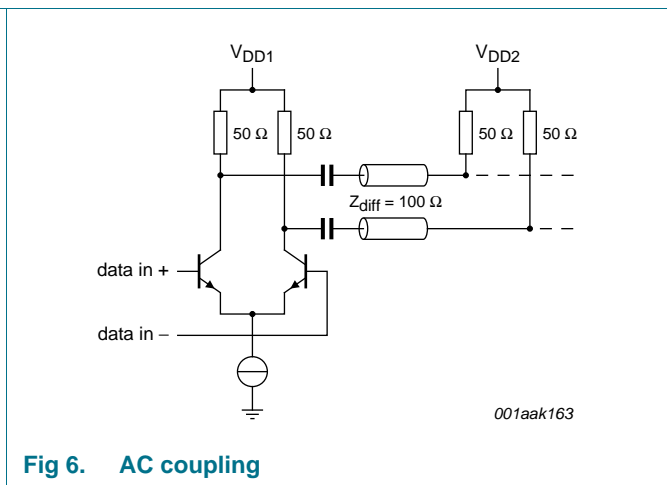 VDD1
VDD2
50 Ω
50 Ω
50 Ω
50 Ω
Zdiff = 100 Ω
data in +
data in −
001aak163
Fig 6. AC coupling